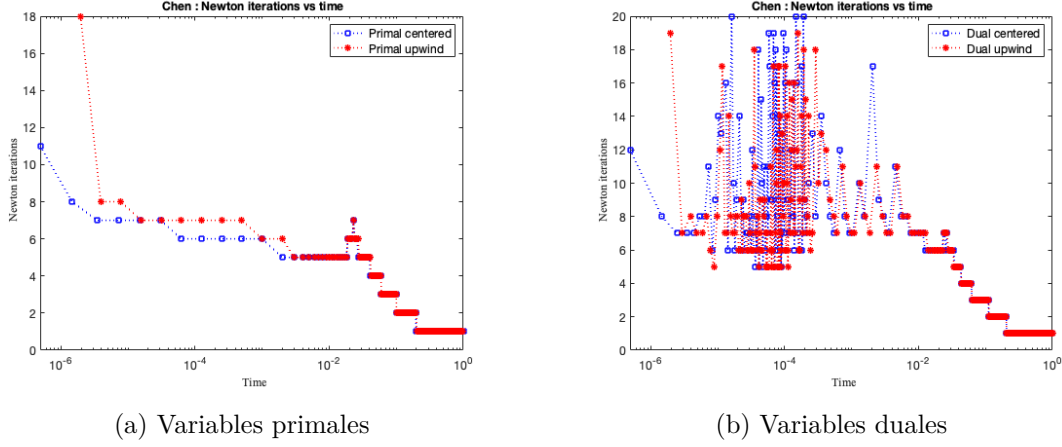 Chen : Newton iterations vs time
Primal centered
Primal upwind
Newton iterations
18
16
14
12
10
8
6
4
2
0
10^-6
10^-4
10^-2
10^0
Time
(a) Variables primales
Chen : Newton iterations vs time
Dual centered
Dual upwind
Newton iterations
20
18
16
14
12
10
8
6
4
2
0
10^-6
10^-4
10^-2
10^0
Time
(b) Variables duales